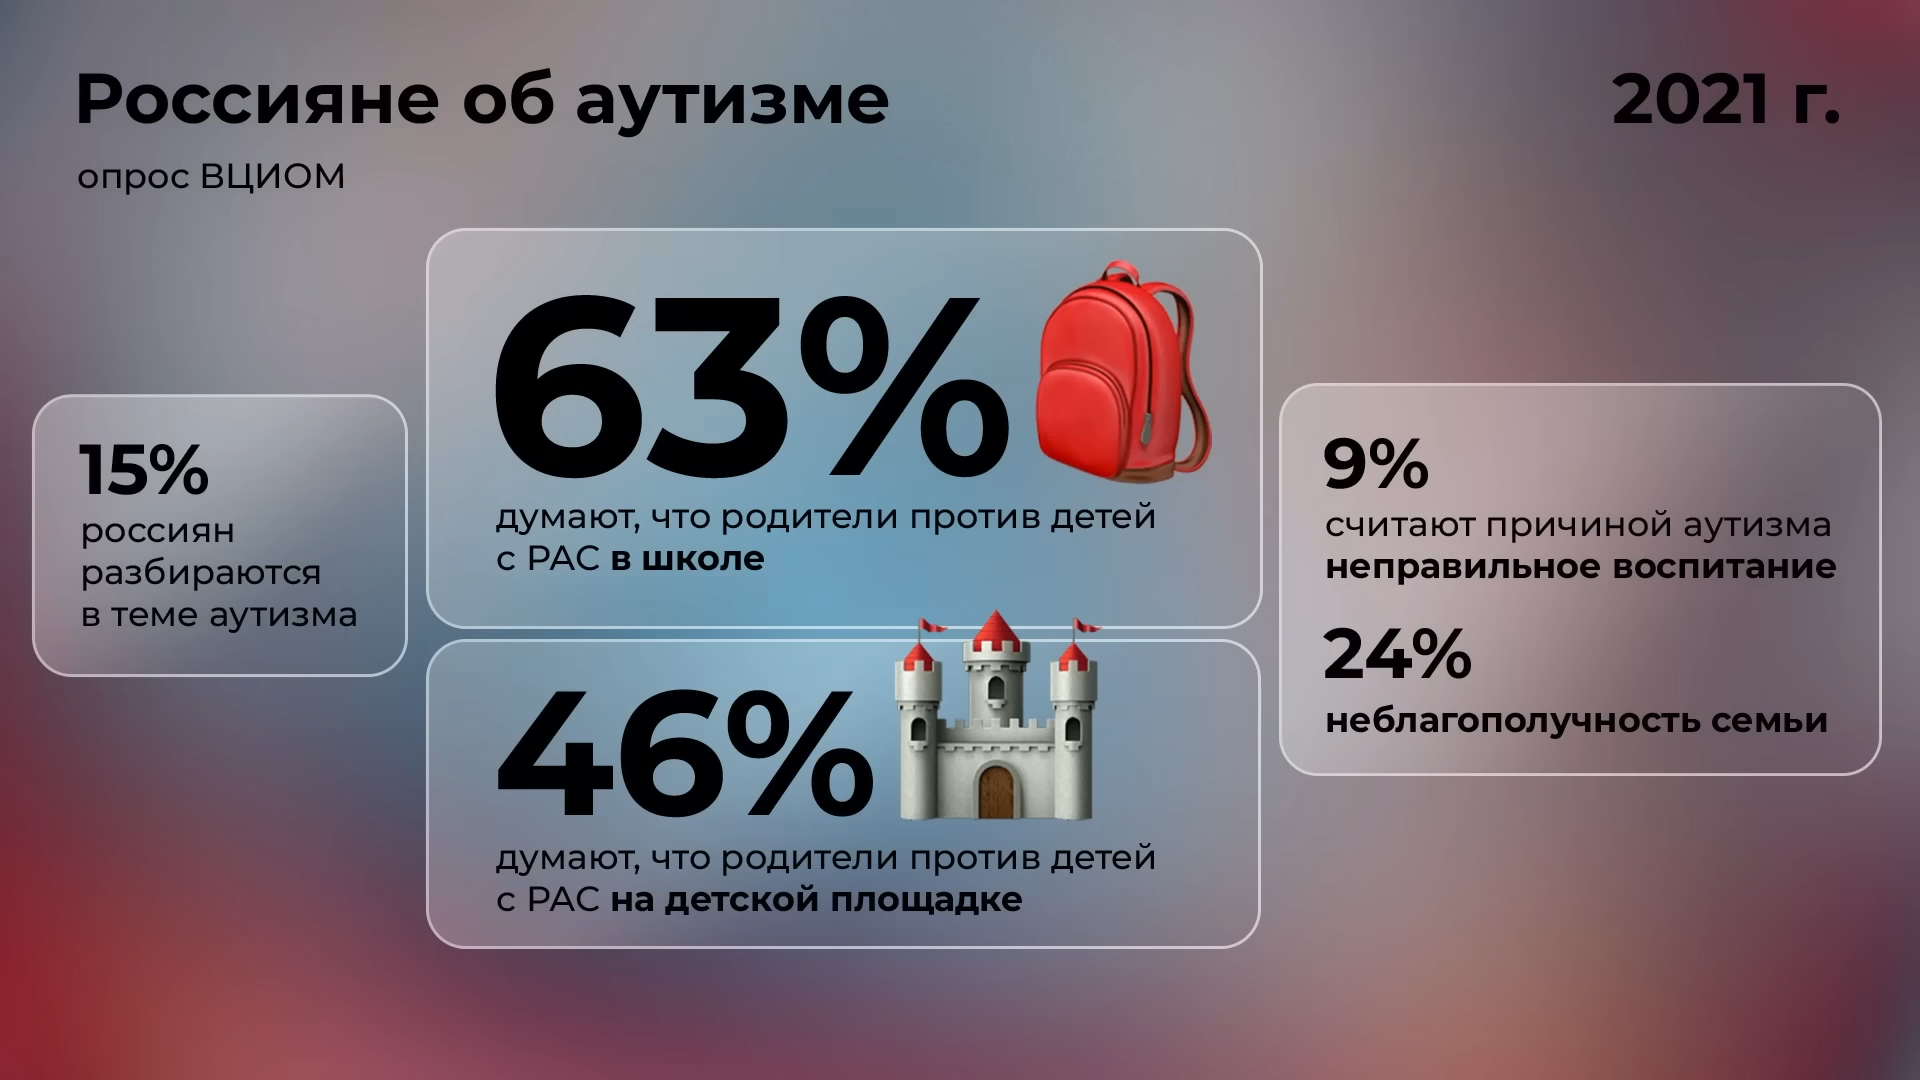 Россияне об аутизме
2021 г.
опрос ВЦИОМ
15%
россиян
разбираются
в теме аутизма
63%
думают, что родители против детей
с РАС в школе
46%
думают, что родители против детей
с РАС на детской площадке
9%
считают причиной аутизма
неправильное воспитание
24%
неблагополучность семьи